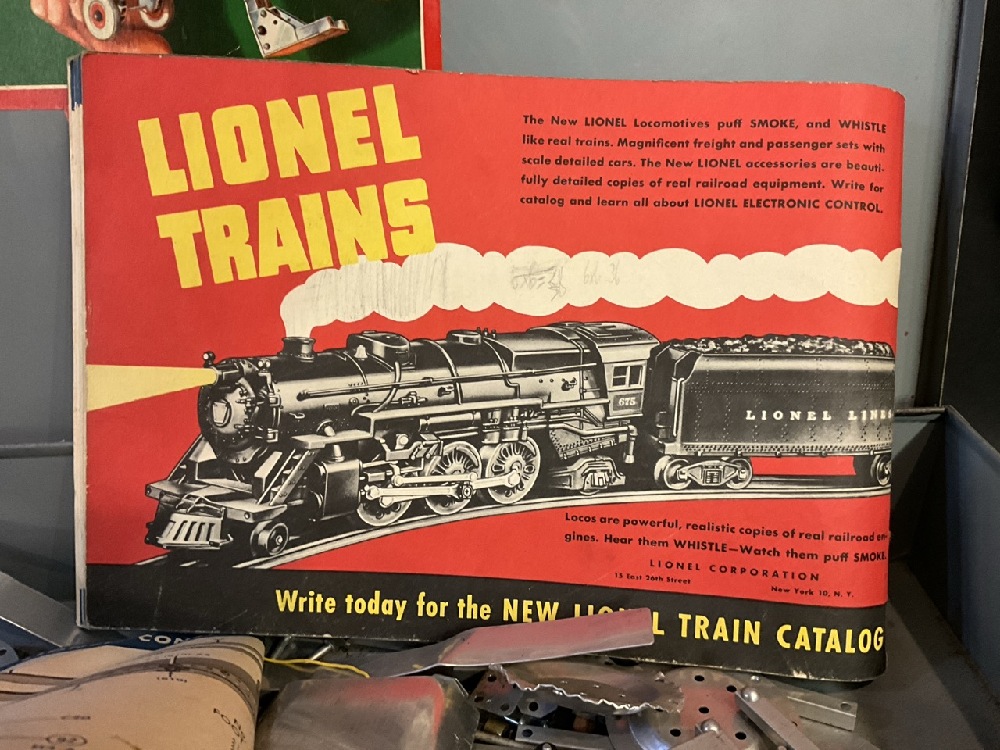 LIONEL
TRAINS
The New LIONEL Locomotives puff SMOKE, and WHISTLE
like real trains. Magnificent freight and passenger sets with
scale detailed cars. The New LIONEL accessories are beauti-
fully detailed copies of real railroad equipment. Write for
catalog and learn all about LIONEL ELECTRONIC CONTROL.
675
LIONEL LINES
Locos are powerful, realistic copies of real railroad en-
gines. Hear them WHISTLE—Watch them puff SMOKE.
LIONEL CORPORATION
15 East 26th Street
New York 10, N. Y.
Write today for the NEW LIONEL TRAIN CATALOG
CON